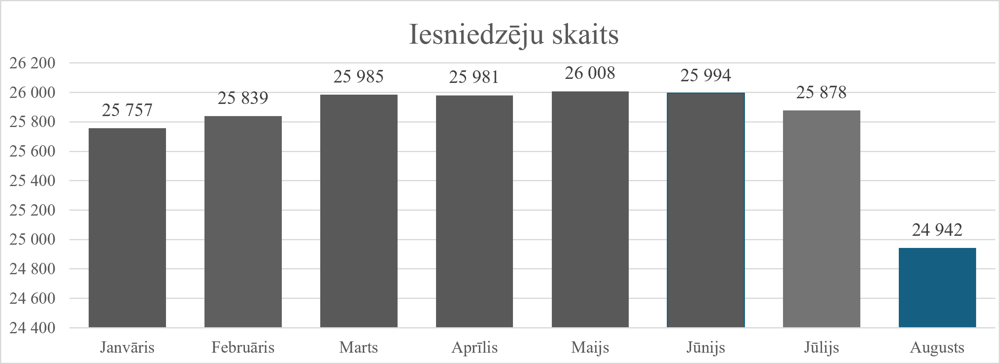 Iesniedzēju skaits
26 200
26 000
25 800
25 600
25 400
25 200
25 000
24 800
24 600
24 400
25 757
25 839
25 985
25 981
26 008
25 994
25 878
24 942
Janvāris
Februāris
Marts
Aprīlis
Maijs
Jūnijs
Jūlijs
Augusts